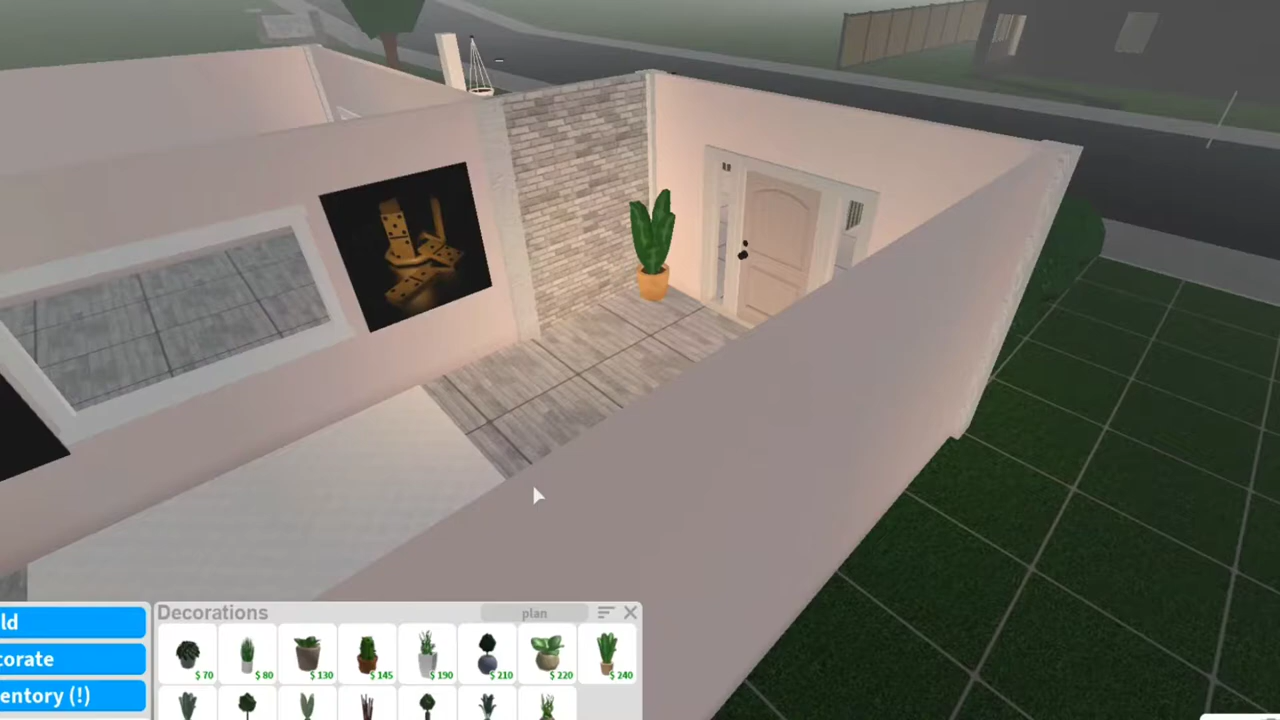 ld
corate
entory (!)
Decorations
plan
$ 70
$ 80
$ 130
$ 145
$ 190
$ 210
$ 220
$ 240